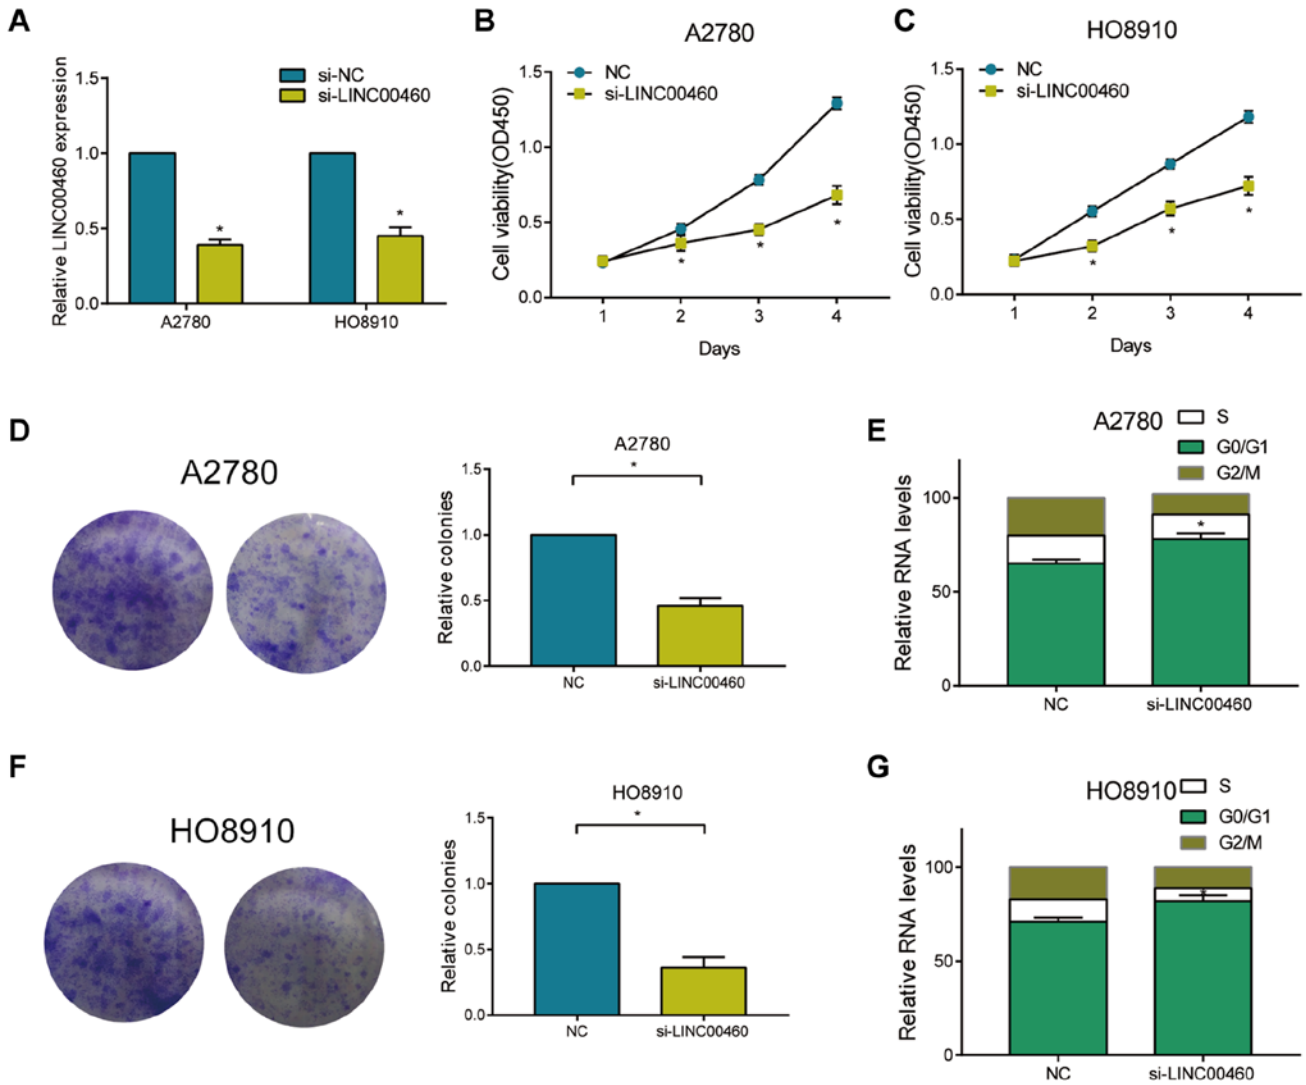 A
Relative LINC00460 expression
1.5
1.0
0.5
0.0
si-NC
si-LINC00460
*
*
A2780
HO8910
B
A2780
Cell viability(OD450)
1.5
1.0
0.5
0.0
NC
si-LINC00460
*
*
*
1 2 3 4
Days
C
HO8910
Cell viability(OD450)
1.5
1.0
0.5
0.0
NC
si-LINC00460
*
*
*
1 2 3 4
Days
D
A2780
A2780
Relative colonies
1.5
1.0
0.5
0.0
*
NC
si-LINC00460
E
A2780
S
G0/G1
G2/M
Relative RNA levels
100
50
0
*
NC
si-LINC00460
F
HO8910
HO8910
Relative colonies
1.5
1.0
0.5
0.0
*
NC
si-LINC00460
G
HO8910
S
G0/G1
G2/M
Relative RNA levels
100
50
0
*
NC
si-LINC00460